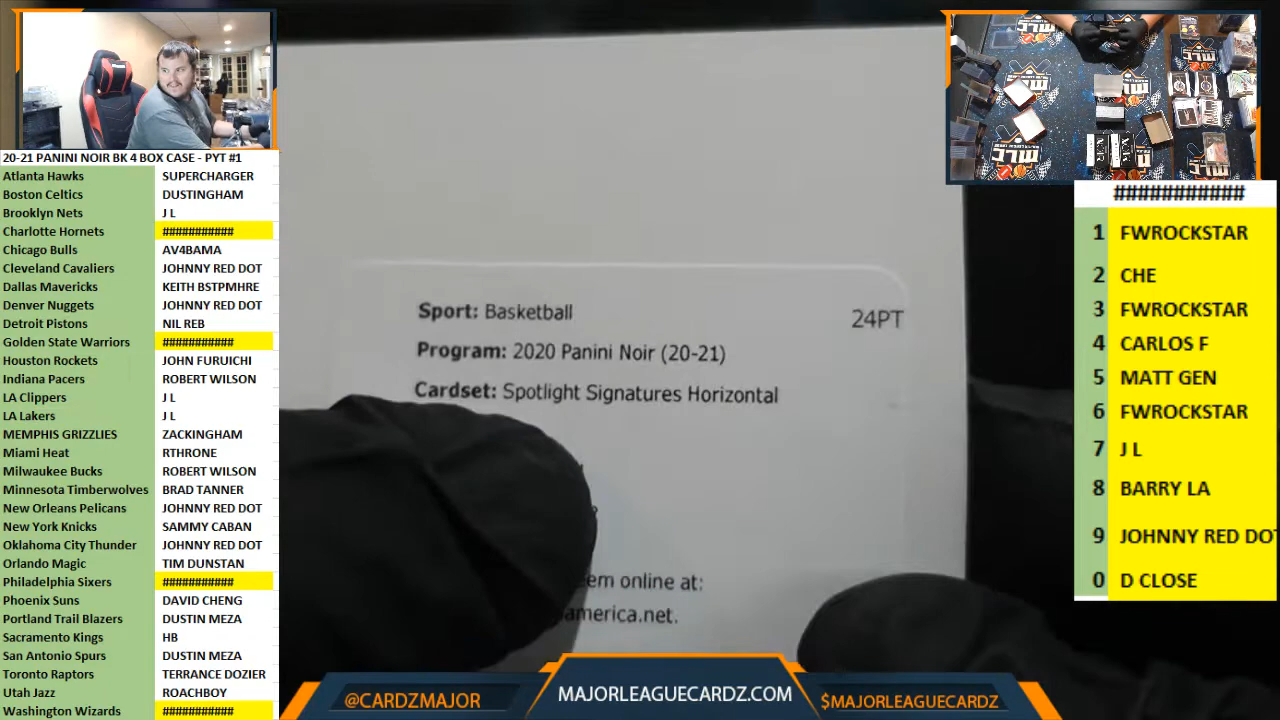 20-21 PANINI NOIR BK 4 BOX CASE - PYT #1
Atlanta Hawks SUPERCHARGER
Boston Celtics DUSTINGHAM
Brooklyn Nets J L
Charlotte Hornets ###########
Chicago Bulls AV4BAMA
Cleveland Cavaliers JOHNNY RED DOT
Dallas Mavericks KEITH BSTPMHRE
Denver Nuggets JOHNNY RED DOT
Detroit Pistons NIL REB
Golden State Warriors ###########
Houston Rockets JOHN FURUICHI
Indiana Pacers ROBERT WILSON
LA Clippers J L
LA Lakers J L
MEMPHIS GRIZZLIES ZACKINGHAM
Miami Heat RTHRONE
Milwaukee Bucks ROBERT WILSON
Minnesota Timberwolves BRAD TANNER
New Orleans Pelicans JOHNNY RED DOT
New York Knicks SAMMY CABAN
Oklahoma City Thunder JOHNNY RED DOT
Orlando Magic TIM DUNSTAN
Philadelphia Sixers ###########
Phoenix Suns DAVID CHENG
Portland Trail Blazers DUSTIN MEZA
Sacramento Kings HB
San Antonio Spurs DUSTIN MEZA
Toronto Raptors TERRANCE DOZIER
Utah Jazz ROACHBOY
Washington Wizards ###########
Sport: Basketball
24PT
Program: 2020 Panini Noir (20-21)
Cardset: Spotlight Signatures Horizontal
eem online at:
america.net.
@CARDZMAJOR
MAJORLEAGUECARDZ.COM
$MAJORLEAGUECARDZ
###########
1 FWROCKSTAR
2 CHE
3 FWROCKSTAR
4 CARLOS F
5 MATT GEN
6 FWROCKSTAR
7 J L
8 BARRY LA
9 JOHNNY RED DOT
0 D CLOSE
MLC
MLC